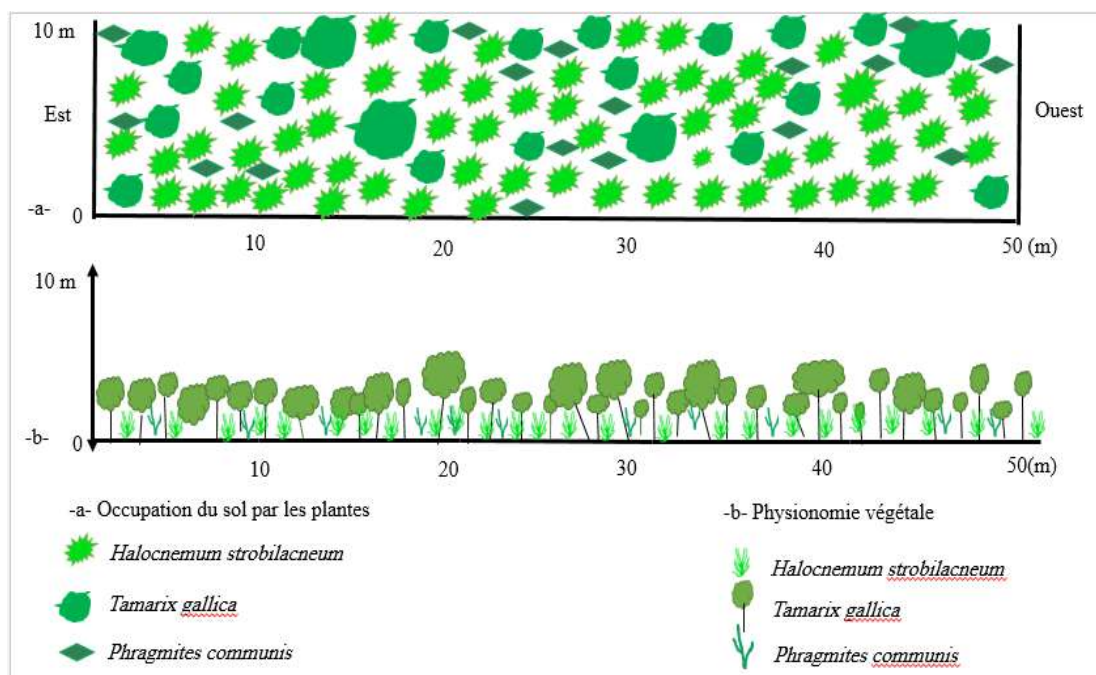 10 m
Est
Ouest
-a-
0
10
20
30
40
50 (m)
10 m
-b-
0
10
20
30
40
50(m)
-a- Occupation du sol par les plantes
Halocnemum strobilacneum
Tamarix gallica
Phragmites communis
-b- Physionomie végétale
Halocnemum strobilacneum
Tamarix gallica
Phragmites communis